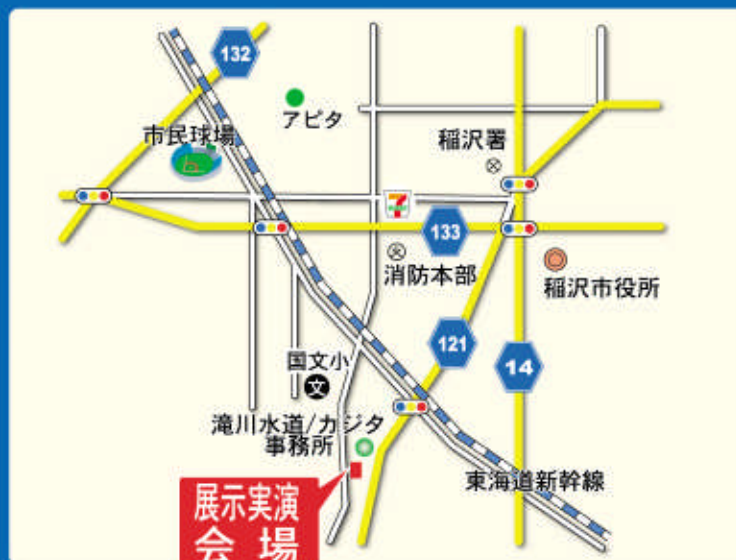 132
アピタ
市民球場
稲沢署
7
133
消防本部
稲沢市役所
121
14
国文小
文
滝川水道/カジタ
事務所
東海道新幹線
展示実演
会場